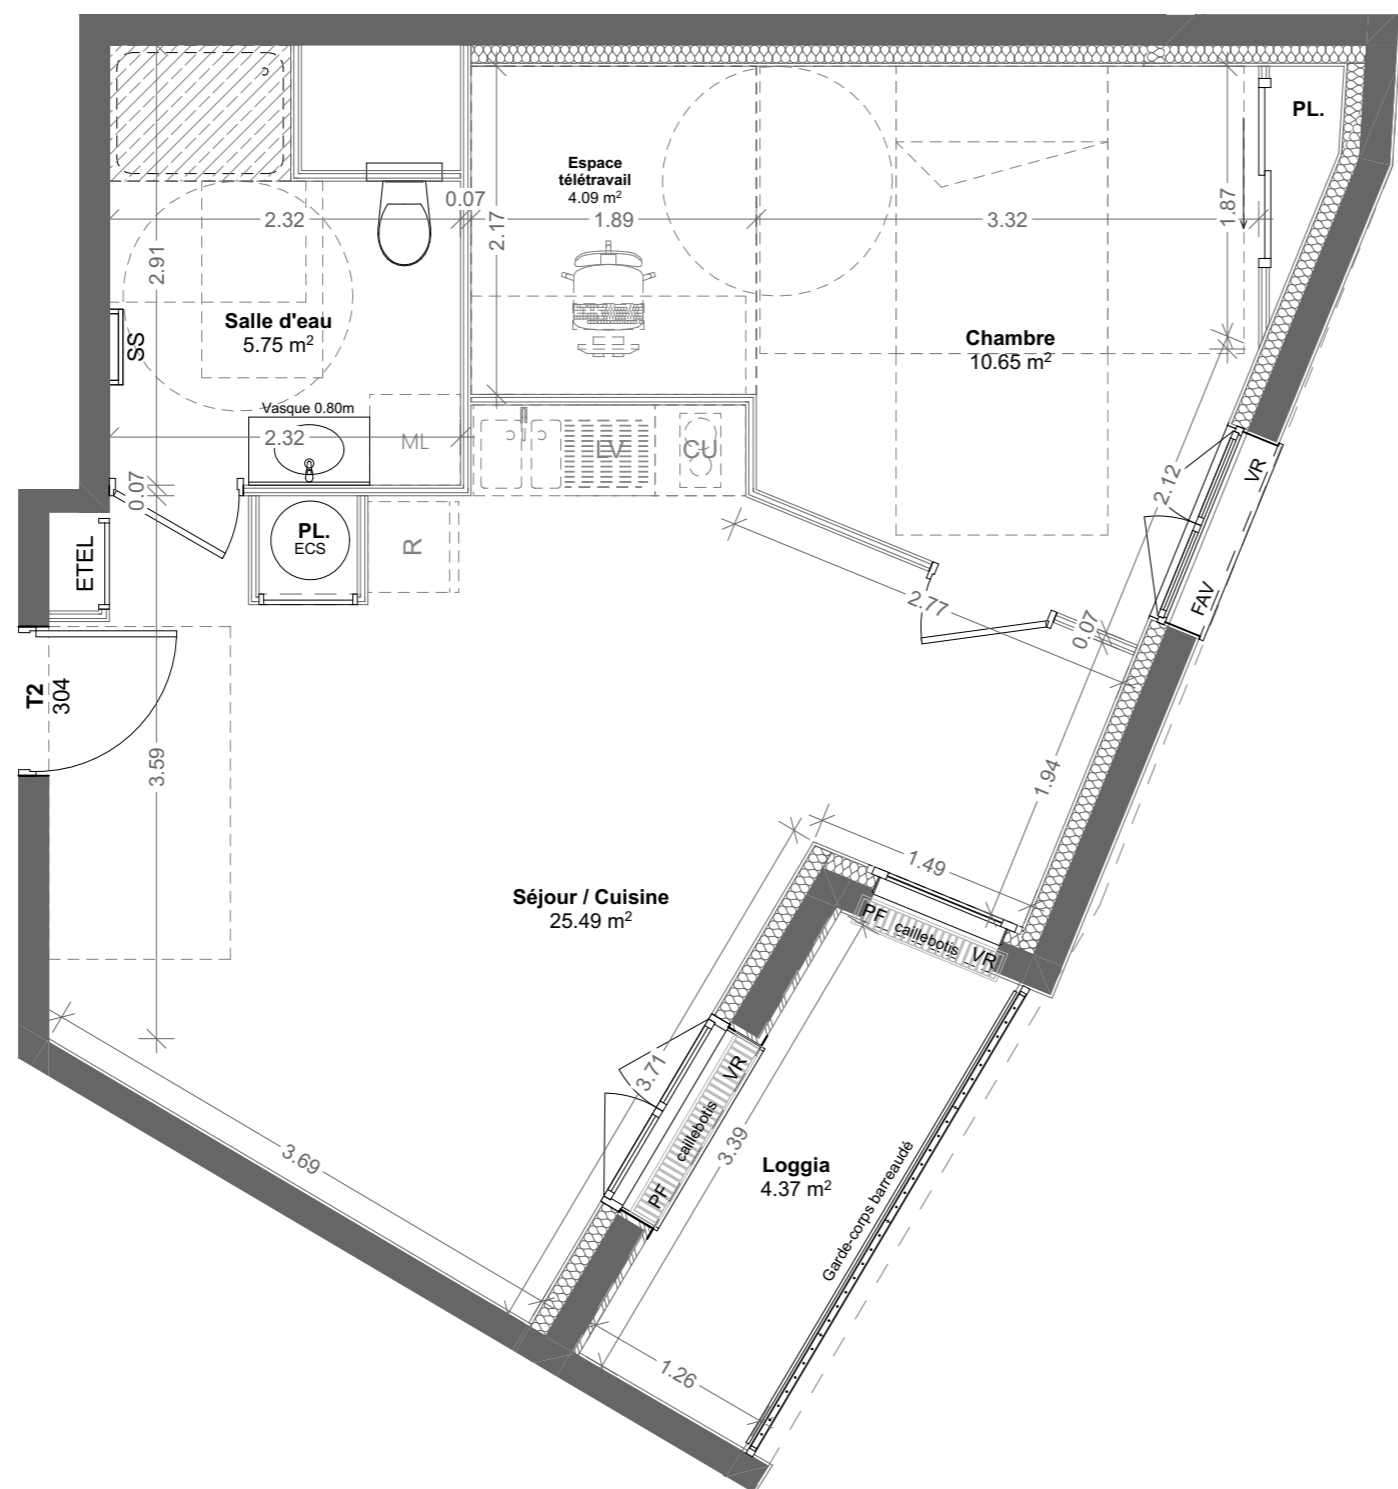 PL.
Espace
télétravail
4.09 m²
0.07
2.32
1.89
3.32
1.87
2.17
2.91
Salle d'eau
5.75 m²
SS
Chambre
10.65 m²
Vasque 0.80m
2.32
ML
LV
CU
VR
2.12
0.07
PL.
ECS
R
ETEL
FAV
2.77
0.07
T2
304
3.59
1.94
1.49
Séjour / Cuisine
25.49 m²
PF
caillebotis
VR
3.71
VR
caillebotis
PF
3.39
Loggia
4.37 m²
Garde-corps barreaudé
3.69
1.26